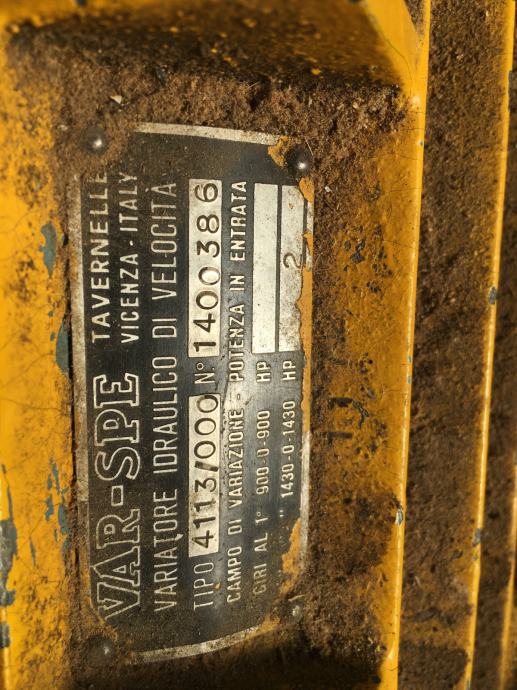 VAR-SPE TAVERNELLE
VICENZA - ITALY
VARIATORE IDRAULICO DI VELOCITÀ
TIPO 4113/000 N° 1400386
CAMPO DI VARIAZIONE - POTENZA IN ENTRATA
GIRI AL 1° 900-0-900 HP
" " 1430-0-1430 HP 2